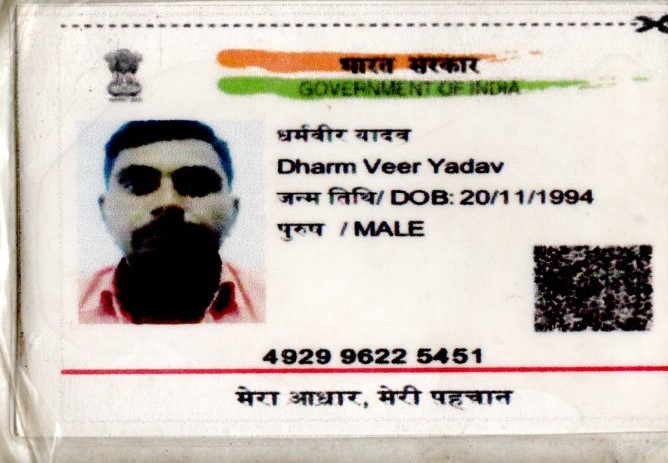 भारत सरकार
GOVERNMENT OF INDIA
धर्मवीर यादव
Dharm Veer Yadav
जन्म तिथि/ DOB: 20/11/1994
पुरुष / MALE
4929 9622 5451
मेरा आधार, मेरी पहचान